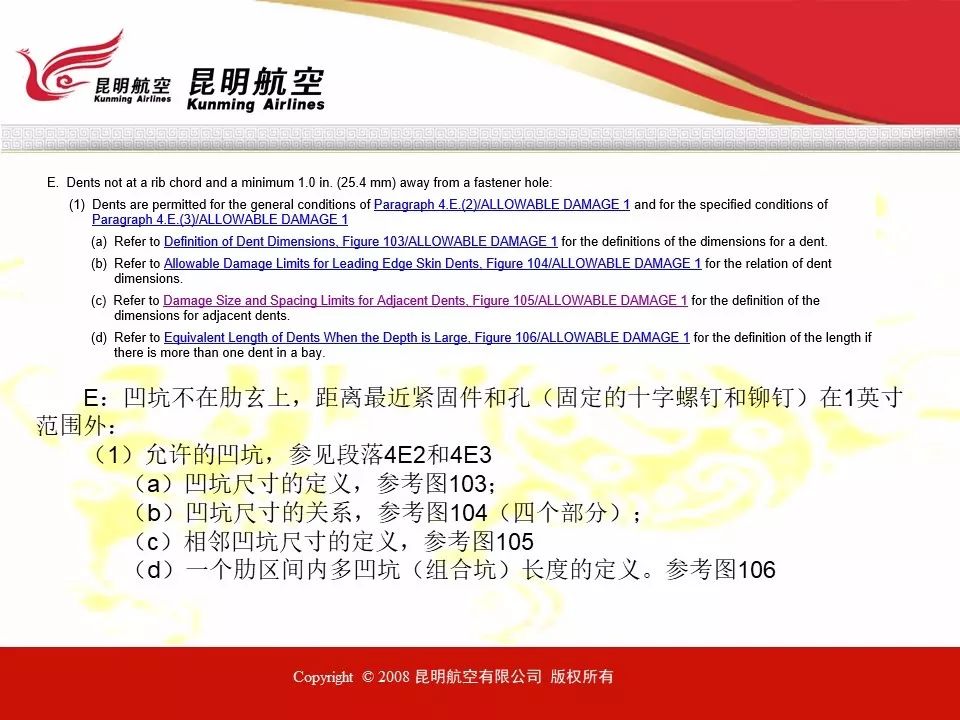 昆明航空
Kunming Airlines
昆明航空
Kunming Airlines
E. Dents not at a rib chord and a minimum 1.0 in. (25.4 mm) away from a fastener hole:
(1) Dents are permitted for the general conditions of Paragraph 4.E.(2)/ALLOWABLE DAMAGE 1 and for the specified conditions of
Paragraph 4.E.(3)/ALLOWABLE DAMAGE 1
(a) Refer to Definition of Dent Dimensions, Figure 103/ALLOWABLE DAMAGE 1 for the definitions of the dimensions for a dent.
(b) Refer to Allowable Damage Limits for Leading Edge Skin Dents, Figure 104/ALLOWABLE DAMAGE 1 for the relation of dent
dimensions.
(c) Refer to Damage Size and Spacing Limits for Adjacent Dents, Figure 105/ALLOWABLE DAMAGE 1 for the definition of the
dimensions for adjacent dents.
(d) Refer to Equivalent Length of Dents When the Depth is Large, Figure 106/ALLOWABLE DAMAGE 1 for the definition of the length if
there is more than one dent in a bay.
E：凹坑不在肋玄上，距离最近紧固件和孔（固定的十字螺钉和铆钉）在1英寸
范围外：
（1）允许的凹坑，参见段落4E2和4E3
（a）凹坑尺寸的定义，参考图103；
（b）凹坑尺寸的关系，参考图104（四个部分）；
（c）相邻凹坑尺寸的定义，参考图105
（d）一个肋区间内多凹坑（组合坑）长度的定义。参考图106
Copyright © 2008 昆明航空有限公司 版权所有